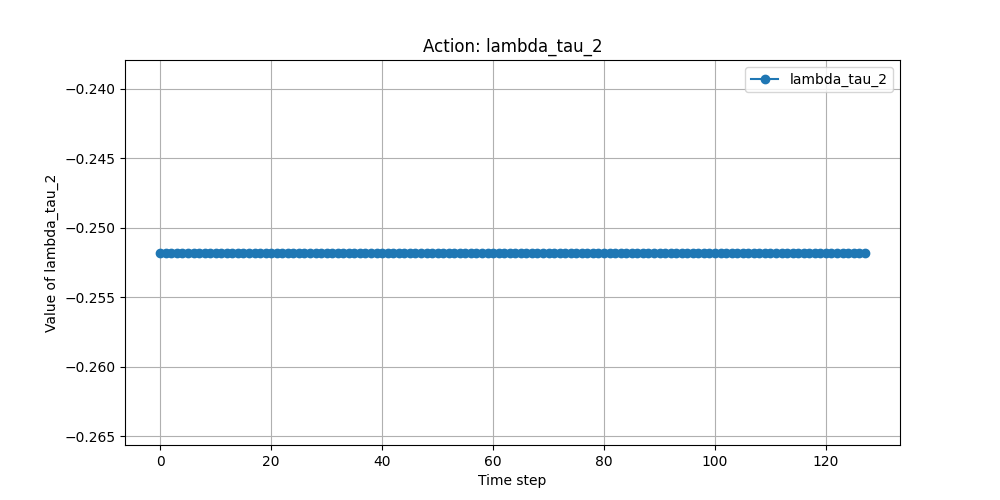 Action: lambda_tau_2
lambda_tau_2
Value of lambda_tau_2
−0.240
−0.245
−0.250
−0.255
−0.260
−0.265
0 20 40 60 80 100 120
Time step